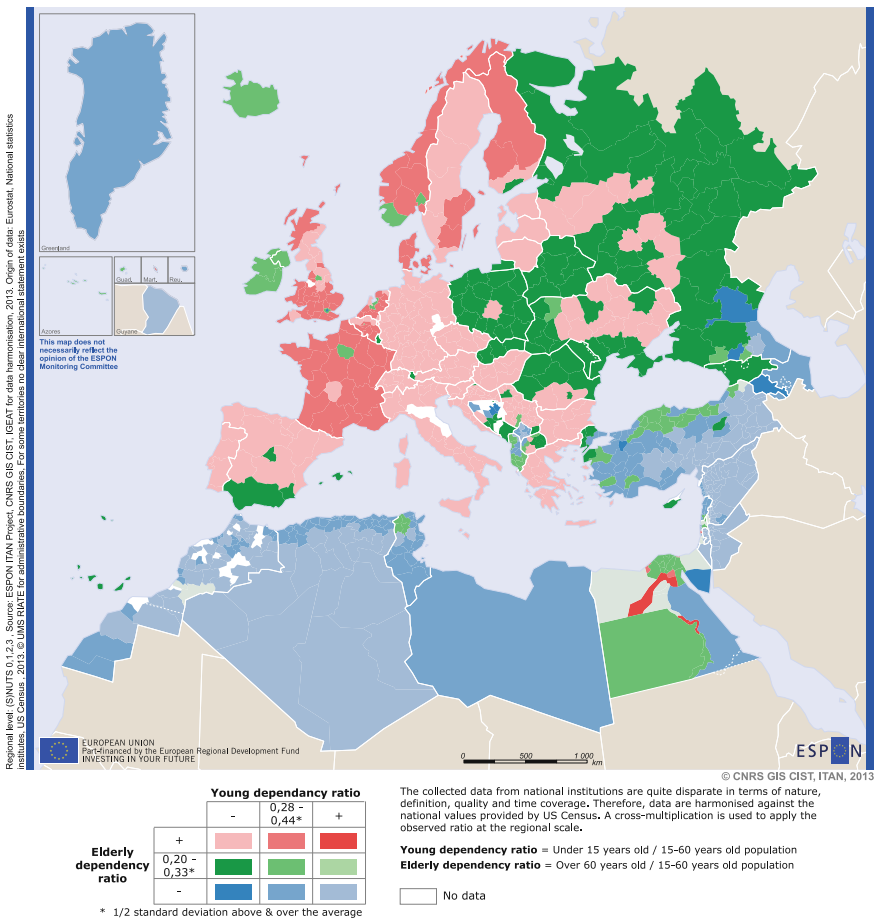 Regional level: (S)NUTS 0,1,2,3 , Source: ESPON ITAN Project, CNRS GIS CIST, IGEAT for data harmonisation, 2013. Origin of data: Eurostat, National statistics
institutes, US Census , 2013. © UMS RIATE for administrative boundaries. For some territories no clear international statement exists
Greenland
Guad.
Mart.
Reu.
Azores
Guyane
This map does not
necessarily reflect the
opinion of the ESPON
Monitoring Committee
EUROPEAN UNION
Part-financed by the European Regional Development Fund
INVESTING IN YOUR FUTURE
0
500
1 000
km
ESPON
© CNRS GIS CIST, ITAN, 2013
Young dependancy ratio
-
0,28 -
0,44*
+
Elderly
dependency
ratio
+
0,20 -
0,33*
-
* 1/2 standard deviation above & over the average
The collected data from national institutions are quite disparate in terms of nature,
definition, quality and time coverage. Therefore, data are harmonised against the
national values provided by US Census. A cross-multiplication is used to apply the
observed ratio at the regional scale.
Young dependency ratio = Under 15 years old / 15-60 years old population
Elderly dependency ratio = Over 60 years old / 15-60 years old population
No data